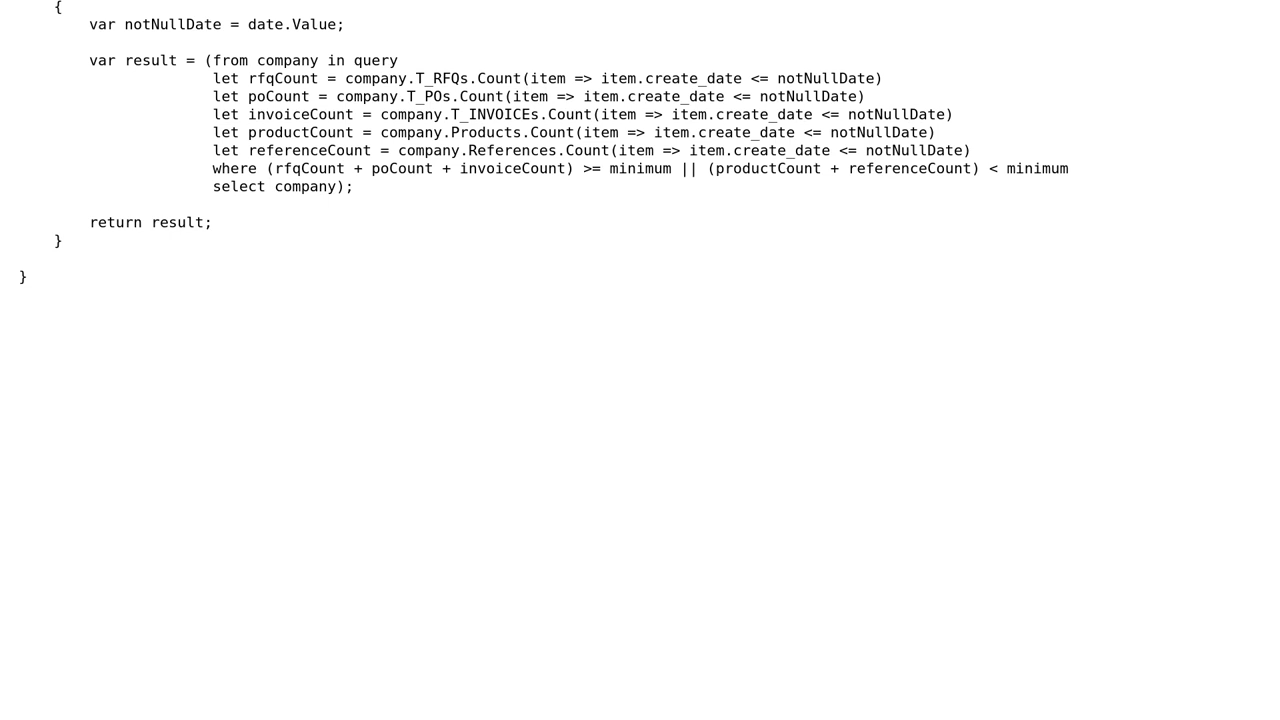 {
var notNullDate = date.Value;
var result = (from company in query
let rfqCount = company.T_RFQs.Count(item => item.create_date <= notNullDate)
let poCount = company.T_POs.Count(item => item.create_date <= notNullDate)
let invoiceCount = company.T_INVOICEs.Count(item => item.create_date <= notNullDate)
let productCount = company.Products.Count(item => item.create_date <= notNullDate)
let referenceCount = company.References.Count(item => item.create_date <= notNullDate)
where (rfqCount + poCount + invoiceCount) >= minimum || (productCount + referenceCount) < minimum
select company);
return result;
}
}